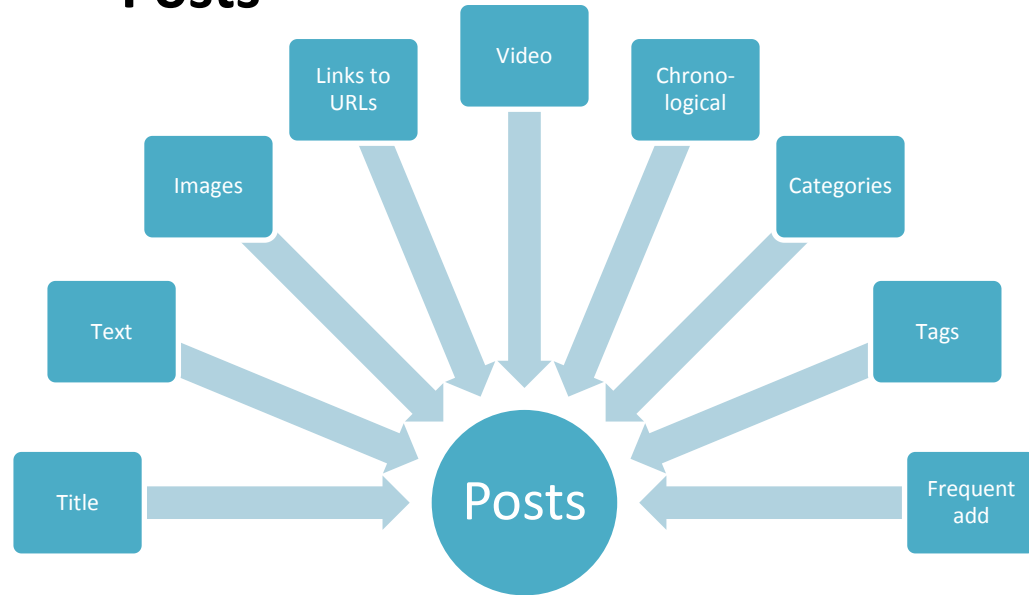 Posts
Video
Links to
URLs
Chrono-
logical
Images
Categories
Text
Tags
Title
Posts
Frequent
add